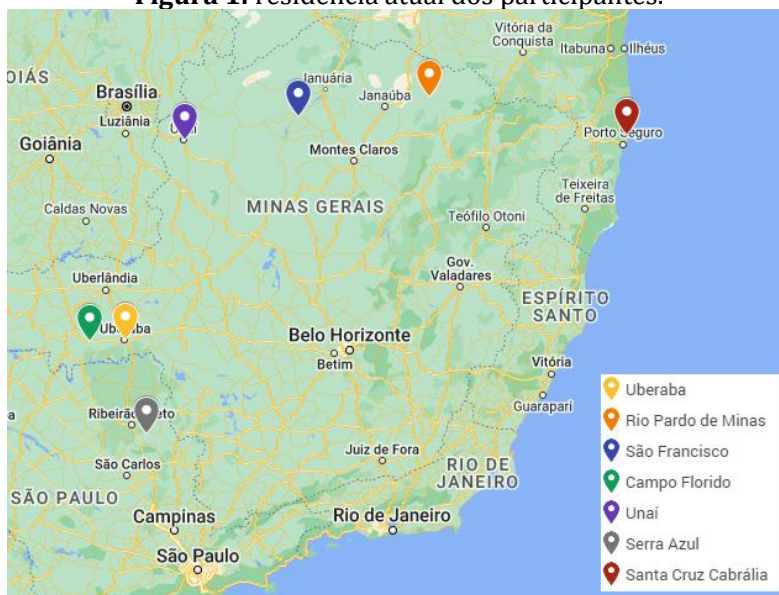 Figura 1: residência atual dos participantes.
Vitória da
Conquista
Itabuna
Ilhéus
OIÁS
Brasília
Januária
Janaúba
Luziânia
Goiânia
Porto Seguro
Montes Claros
Teixeira
de Freitas
Caldas Novas
MINAS GERAIS
Teófilo Otoni
Gov.
Valadares
Uberlândia
ESPÍRITO
SANTO
Belo Horizonte
Betim
Vitória
Guarapari
Juiz de Fora
São Carlos
RIO DE
JANEIRO
SÃO PAULO
Campinas
Rio de Janeiro
São Paulo
Uberaba
Rio Pardo de Minas
São Francisco
Campo Florido
Unaí
Serra Azul
Santa Cruz Cabrália